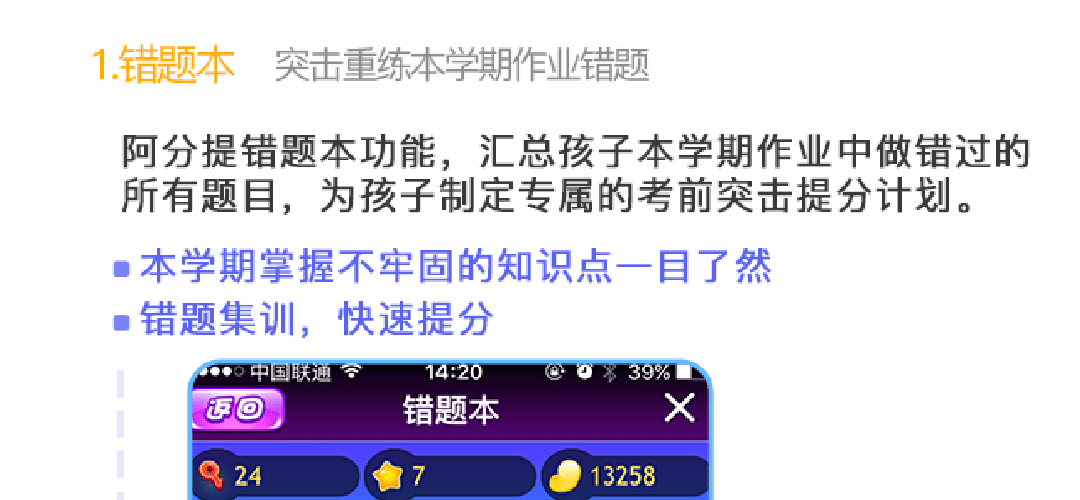 1.错题本 突击重练本学期作业错题
阿分提错题本功能，汇总孩子本学期作业中做错过的
所有题目，为孩子制定专属的考前突击提分计划。
本学期掌握不牢固的知识点一目了然
错题集训，快速提分
中国联通 14:20 39%
返回 错题本
24 7 13258